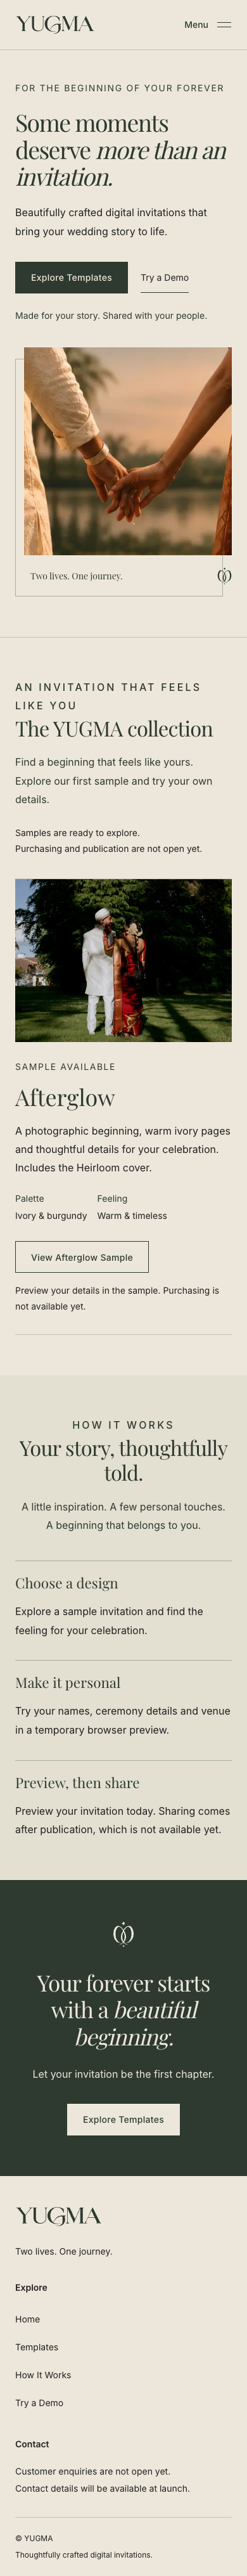 YUGMA
Menu
FOR THE BEGINNING OF YOUR FOREVER
Some moments
deserve more than an
invitation.
Beautifully crafted digital invitations that
bring your wedding story to life.
Explore Templates
Try a Demo
Made for your story. Shared with your people.
Two lives. One journey.
AN INVITATION THAT FEELS
LIKE YOU
The YUGMA collection
Find a beginning that feels like yours.
Explore our first sample and try your own
details.
Samples are ready to explore.
Purchasing and publication are not open yet.
SAMPLE AVAILABLE
Afterglow
A photographic beginning, warm ivory pages
and thoughtful details for your celebration.
Includes the Heirloom cover.
Palette
Feeling
Ivory & burgundy
Warm & timeless
View Afterglow Sample
Preview your details in the sample. Purchasing is
not available yet.
HOW IT WORKS
Your story, thoughtfully
told.
A little inspiration. A few personal touches.
A beginning that belongs to you.
Choose a design
Explore a sample invitation and find the
feeling for your celebration.
Make it personal
Try your names, ceremony details and venue
in a temporary browser preview.
Preview, then share
Preview your invitation today. Sharing comes
after publication, which is not available yet.
Your forever starts
with a beautiful
beginning.
Let your invitation be the first chapter.
Explore Templates
YUGMA
Two lives. One journey.
Explore
Home
Templates
How It Works
Try a Demo
Contact
Customer enquiries are not open yet.
Contact details will be available at launch.
© YUGMA
Thoughtfully crafted digital invitations.